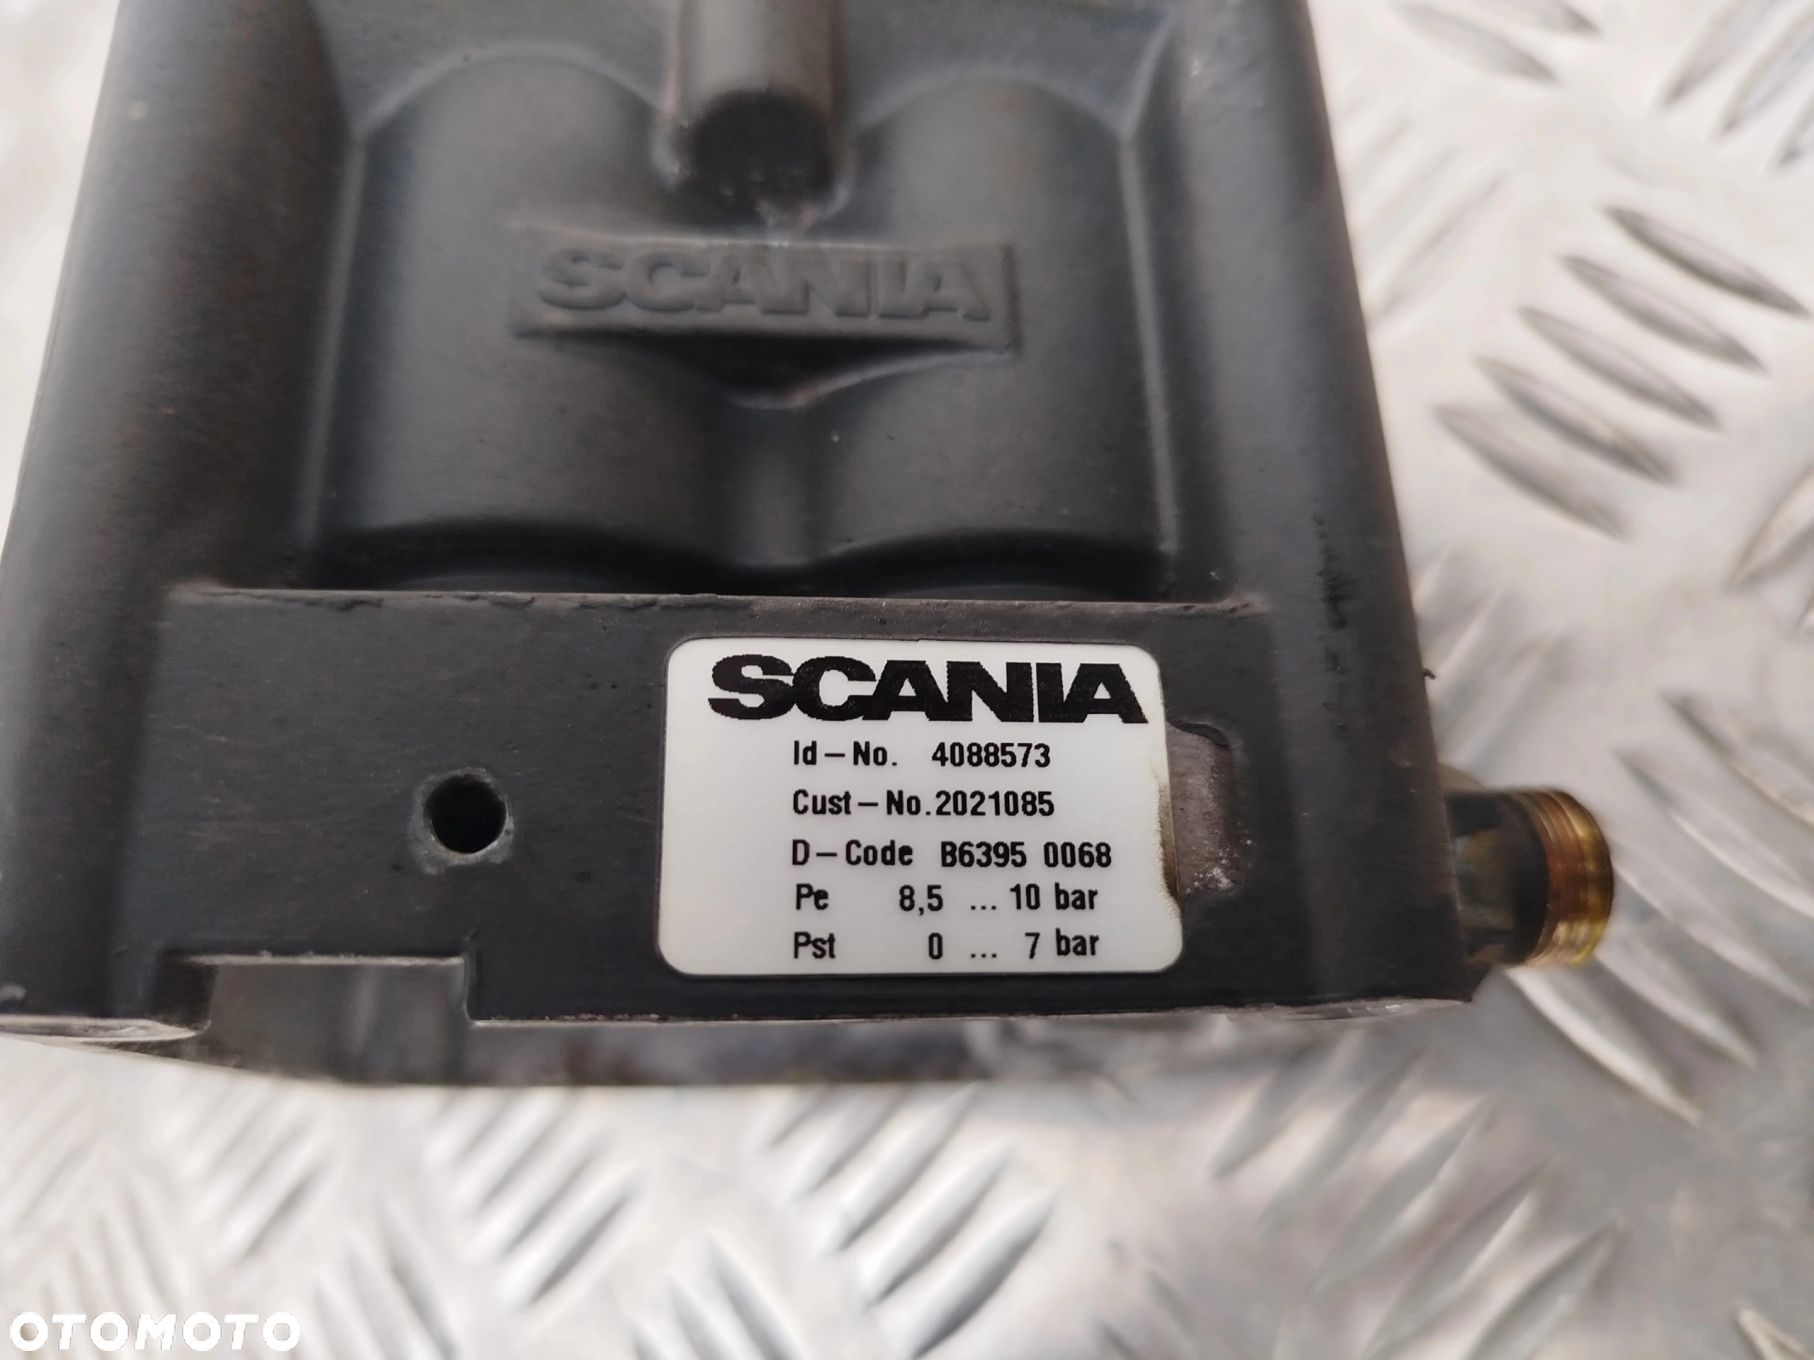 SCANIA
SCANIA
Id-No. 4088573
Cust-No.2021085
D-Code B6395 0068
Pe 8,5 ... 10 bar
Pst 0 ... 7 bar
OTOMOTO